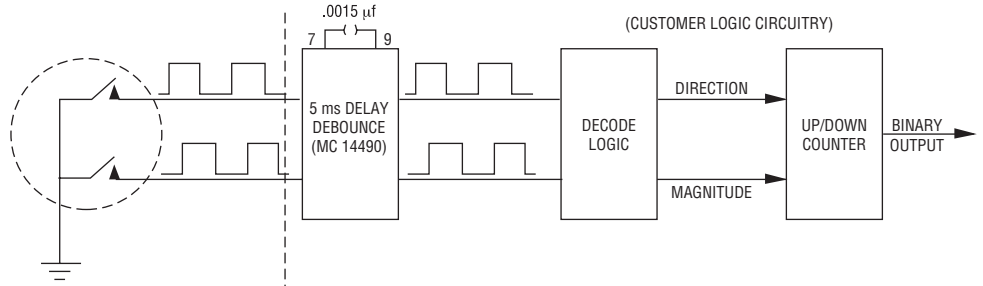 .0015 µf
7 9
(CUSTOMER LOGIC CIRCUITRY)
5 ms DELAY
DEBOUNCE
(MC 14490)
DECODE
LOGIC
DIRECTION
MAGNITUDE
UP/DOWN
COUNTER
BINARY
OUTPUT